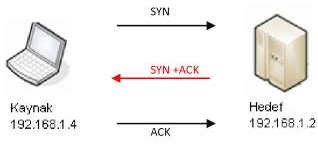 SYN
SYN +ACK
Kaynak
192.168.1.4
Hedef
192.168.1.2
ACK